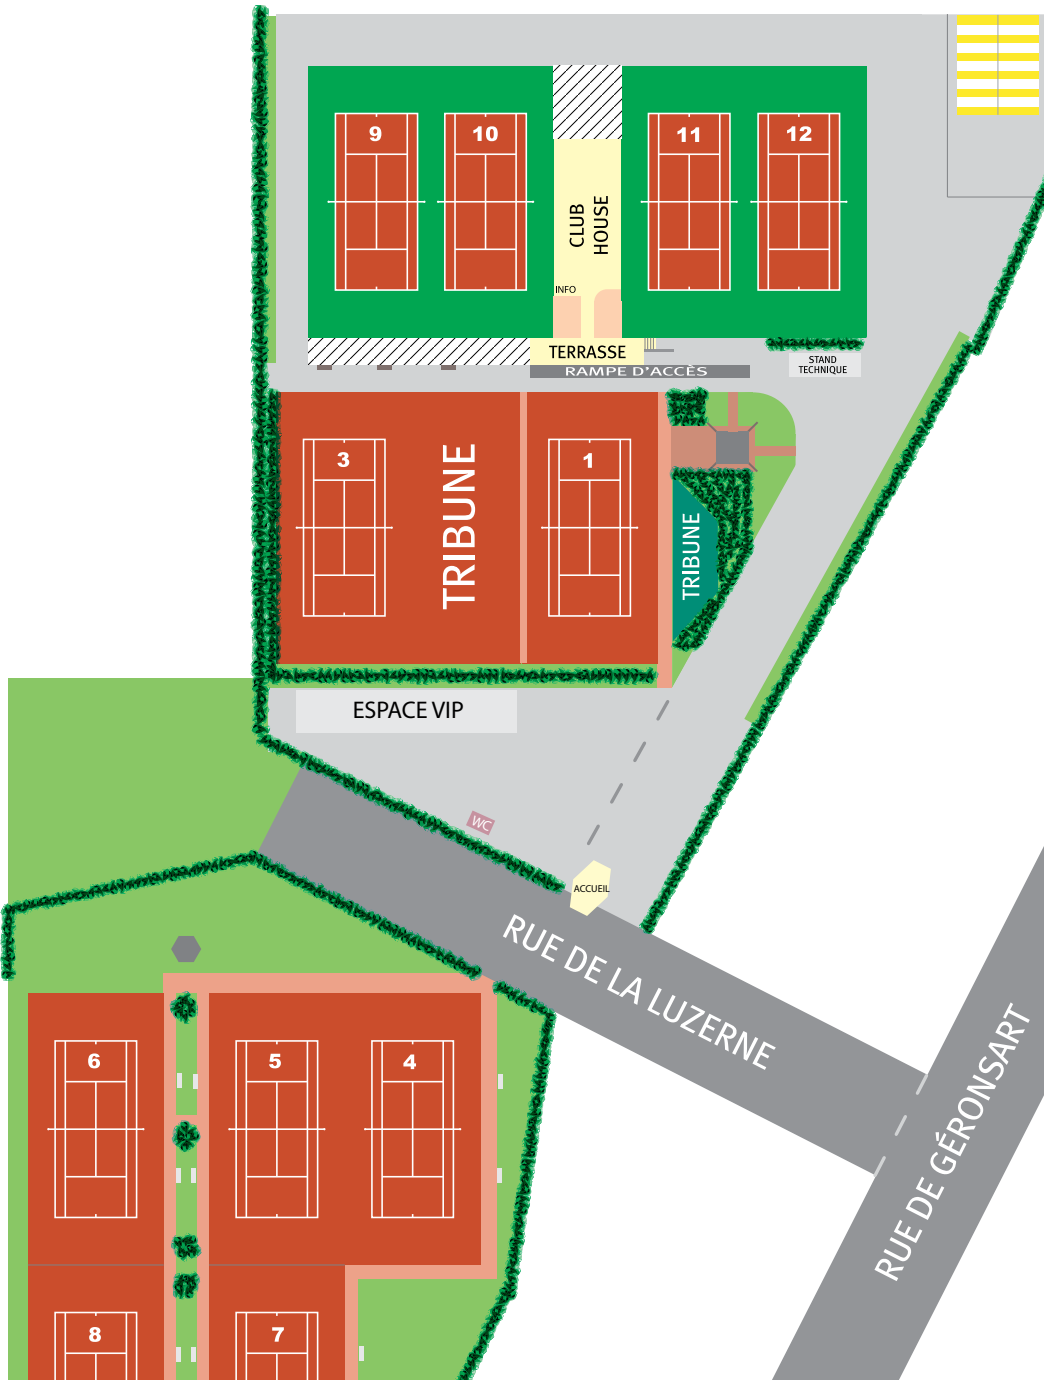 9
10
11
12
CLUB
HOUSE
INFO
TERRASSE
RAMPE D'ACCÈS
STAND
TECHNIQUE
3
TRIBUNE
1
TRIBUNE
ESPACE VIP
WC
ACCUEIL
RUE DE LA LUZERNE
RUE DE GÉRONSART
6
5
4
8
7